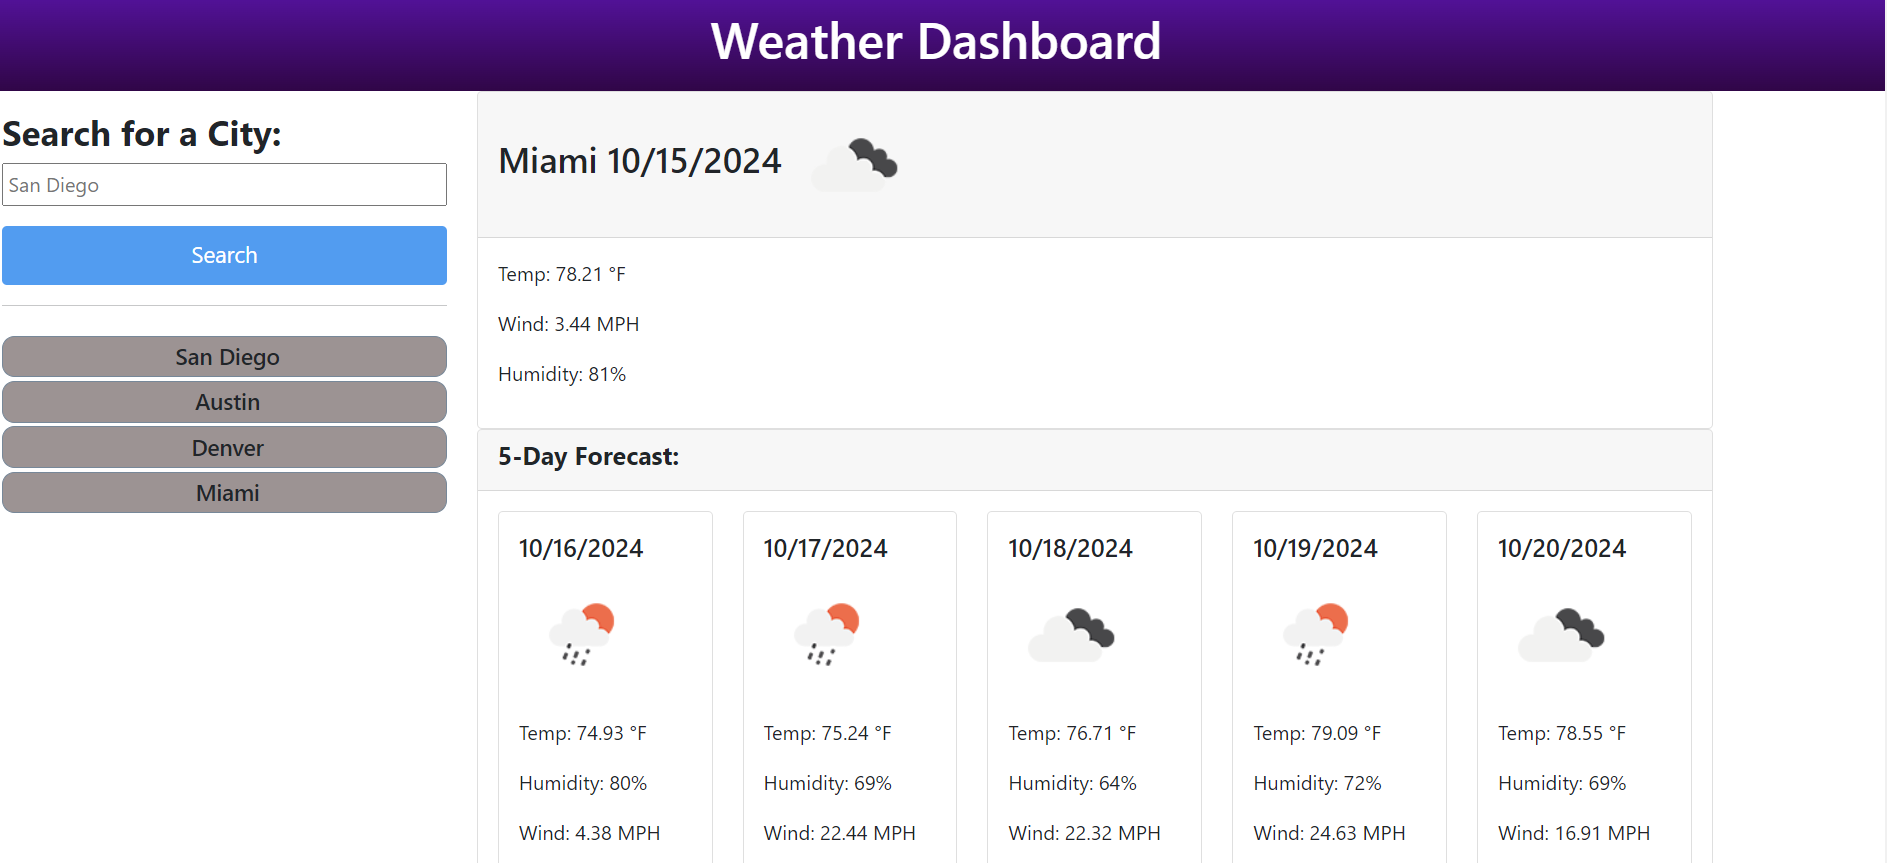 Weather Dashboard
Search for a City:
San Diego
Search
San Diego
Austin
Denver
Miami
Miami 10/15/2024
Temp: 78.21 °F
Wind: 3.44 MPH
Humidity: 81%
5-Day Forecast:
10/16/2024
Temp: 74.93 °F
Humidity: 80%
Wind: 4.38 MPH
10/17/2024
Temp: 75.24 °F
Humidity: 69%
Wind: 22.44 MPH
10/18/2024
Temp: 76.71 °F
Humidity: 64%
Wind: 22.32 MPH
10/19/2024
Temp: 79.09 °F
Humidity: 72%
Wind: 24.63 MPH
10/20/2024
Temp: 78.55 °F
Humidity: 69%
Wind: 16.91 MPH